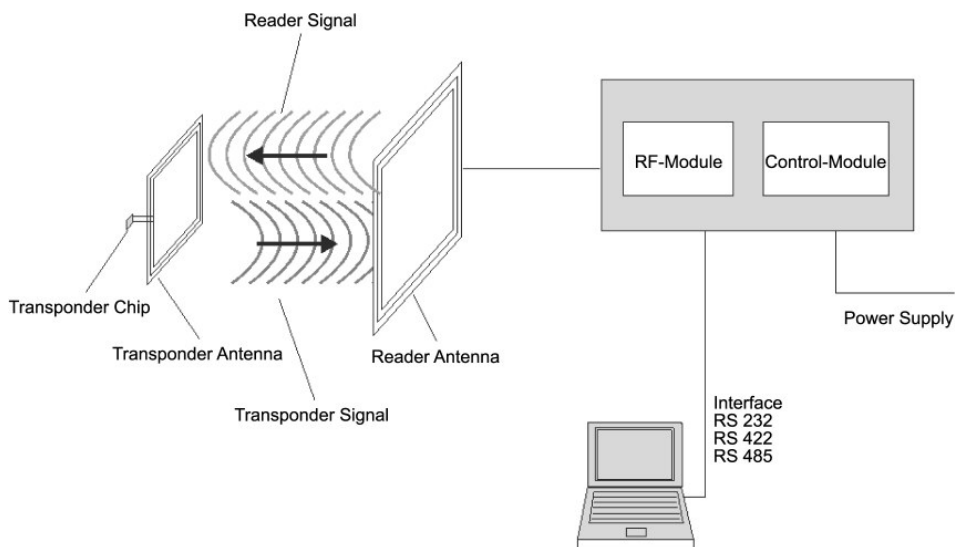 Reader Signal
RF-Module
Control-Module
Transponder Chip
Transponder Antenna
Reader Antenna
Transponder Signal
Power Supply
Interface
RS 232
RS 422
RS 485